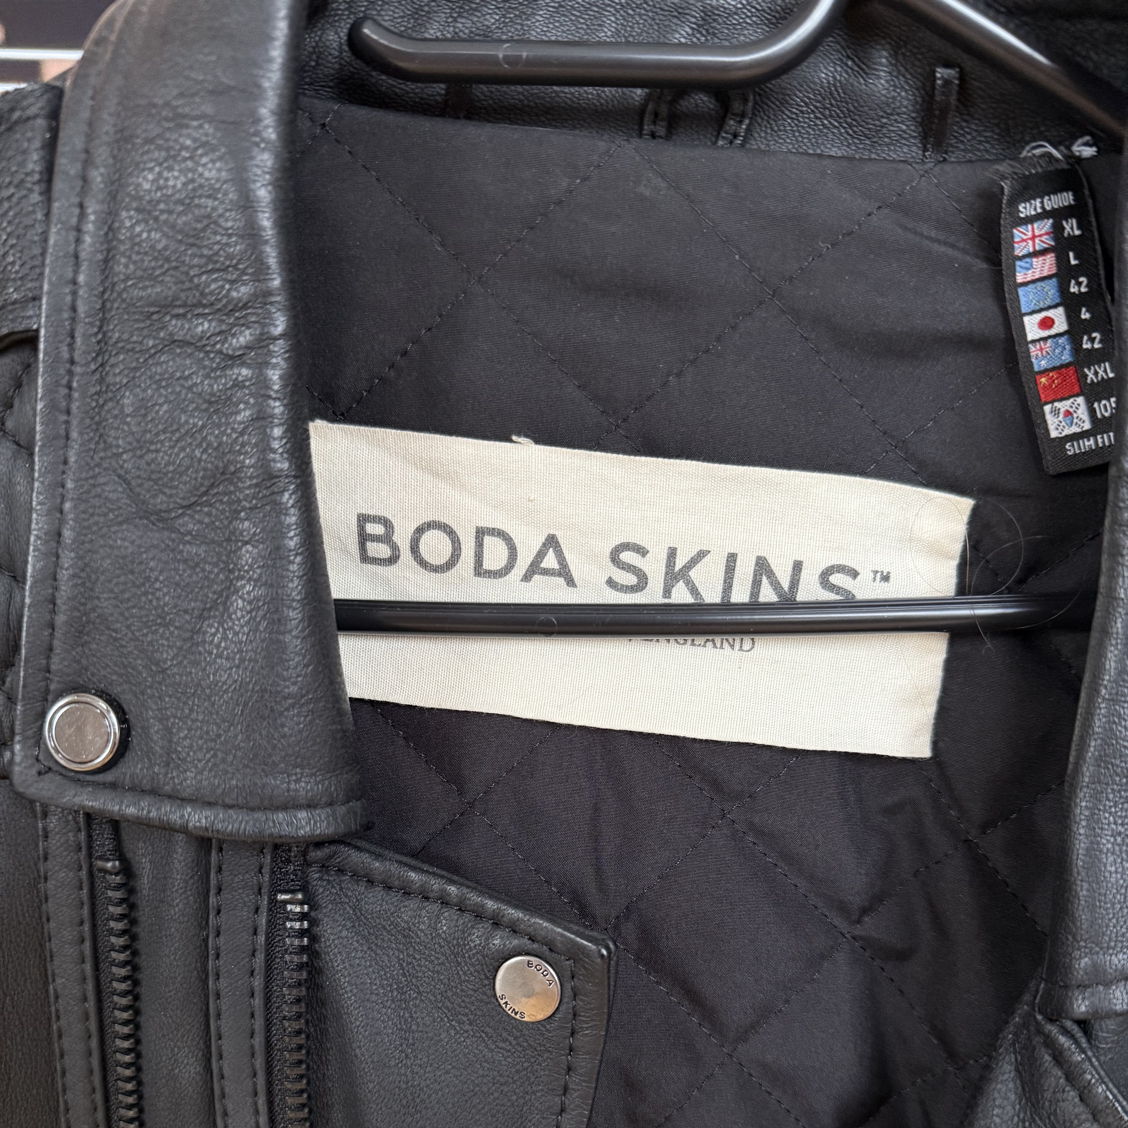 SIZE GUIDE
XL
L
42
4
42
XXL
105
SLIM FIT
BODA SKINS™
ENGLAND
BODA
SKINS